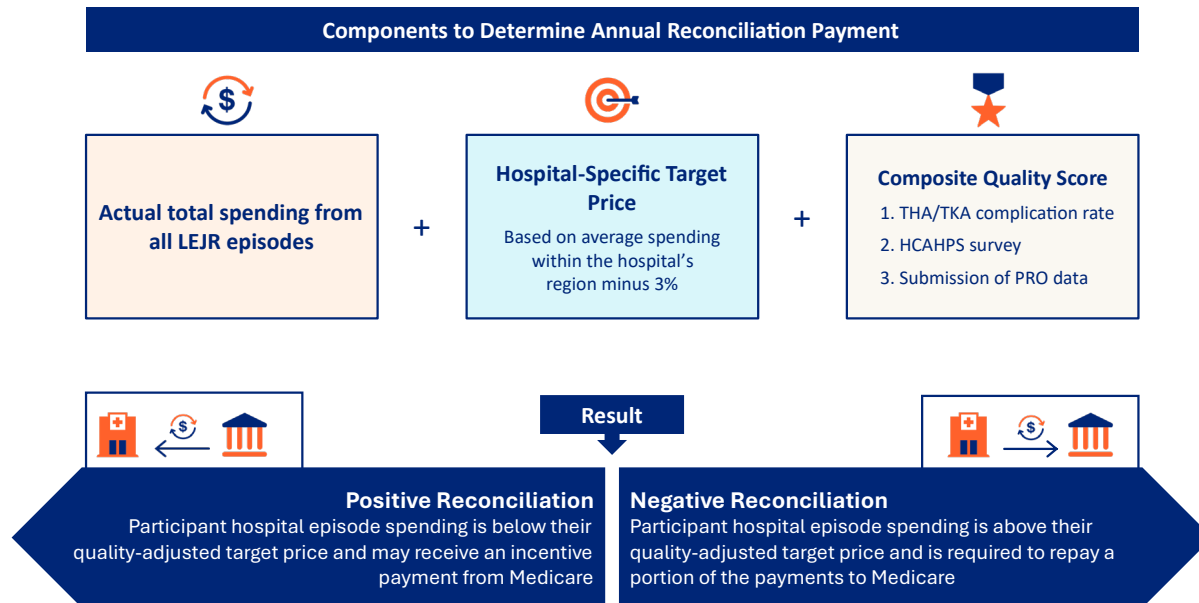 Components to Determine Annual Reconciliation Payment
$
Actual total spending from
all LEJR episodes
+
Hospital-Specific Target
Price
Based on average spending
within the hospital's
region minus 3%
+
Composite Quality Score
1. THA/TKA complication rate
2. HCAHPS survey
3. Submission of PRO data
$
Result
$
Positive Reconciliation
Participant hospital episode spending is below their
quality-adjusted target price and may receive an incentive
payment from Medicare
Negative Reconciliation
Participant hospital episode spending is above their
quality-adjusted target price and is required to repay a
portion of the payments to Medicare